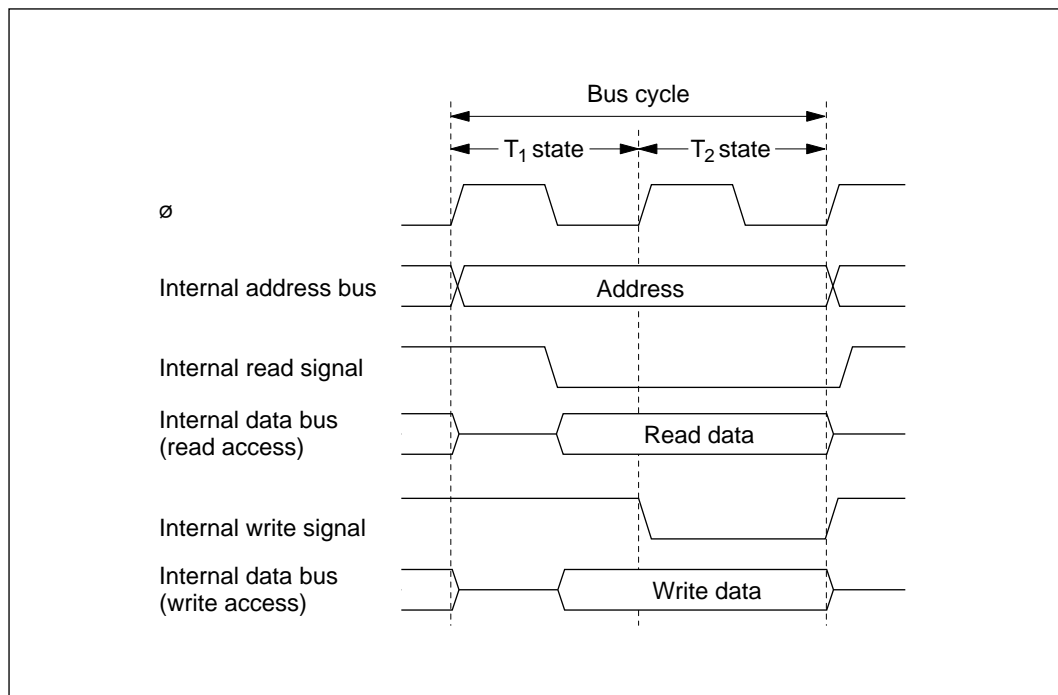 Bus cycle
T1 state
T2 state
ø
Internal address bus
Address
Internal read signal
Internal data bus
(read access)
Read data
Internal write signal
Internal data bus
(write access)
Write data